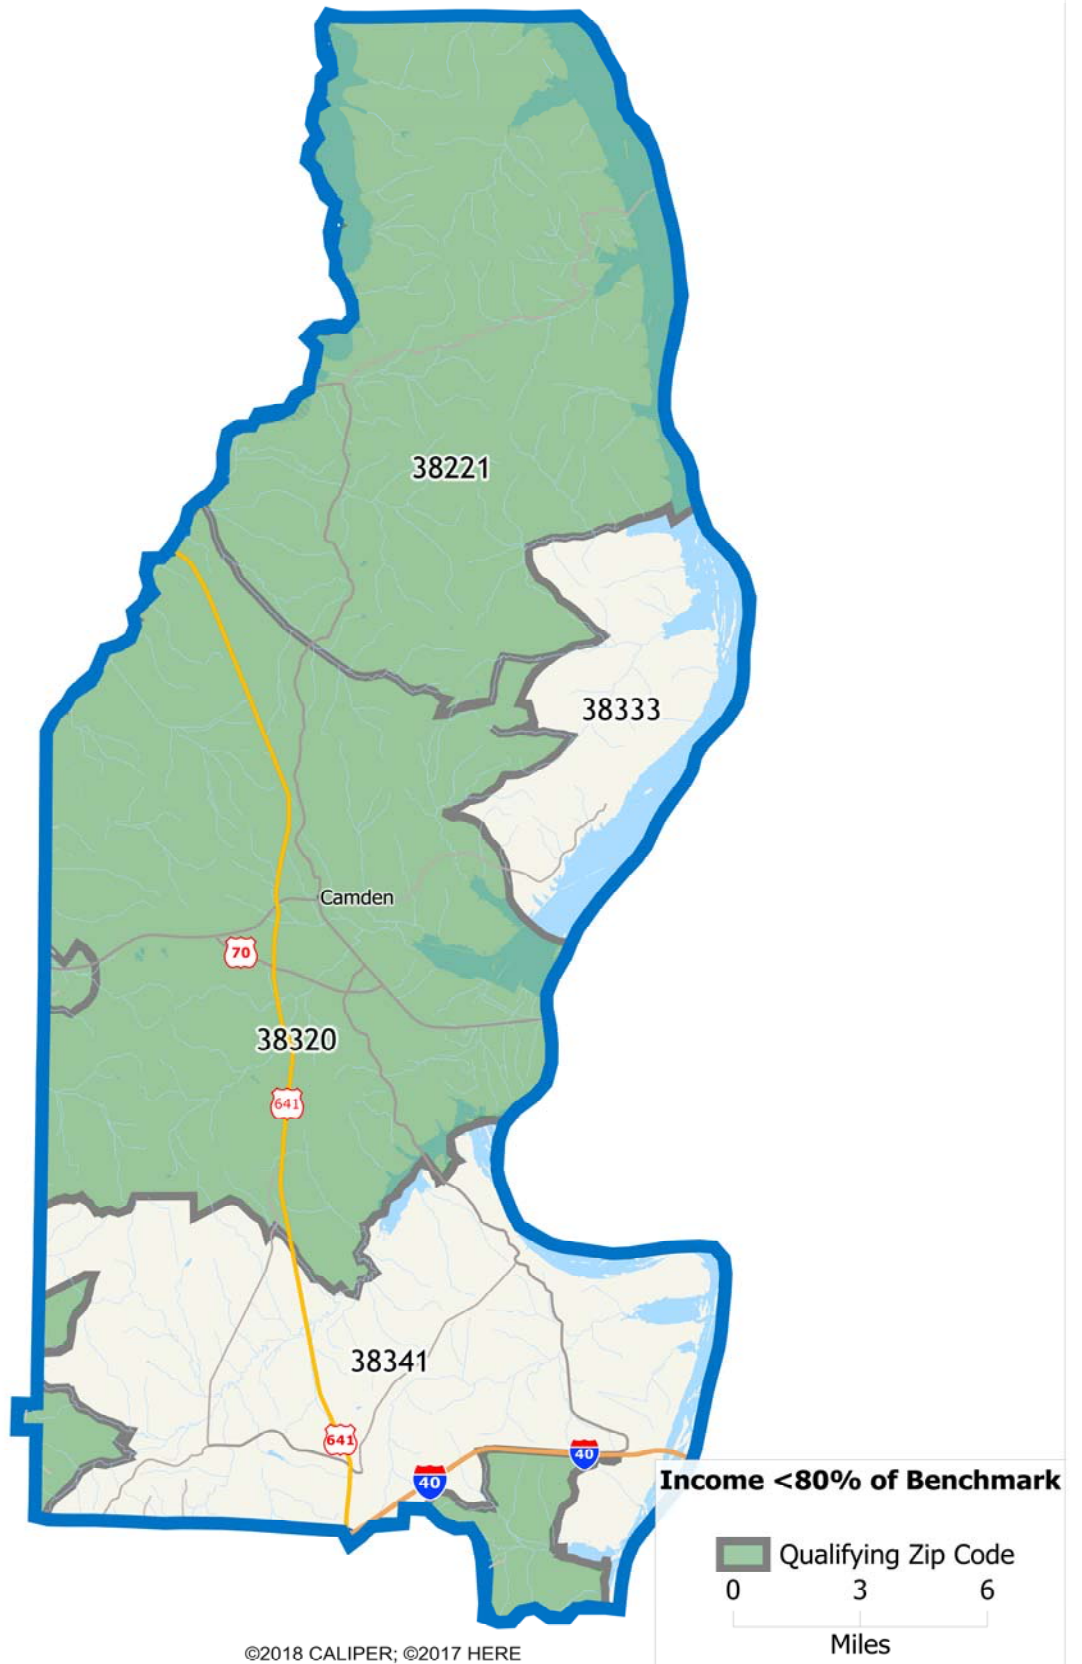 38221
38333
Camden
70
38320
641
38341
641
40
40
Income <80% of Benchmark
Qualifying Zip Code
0 3 6
Miles
©2018 CALIPER; ©2017 HERE